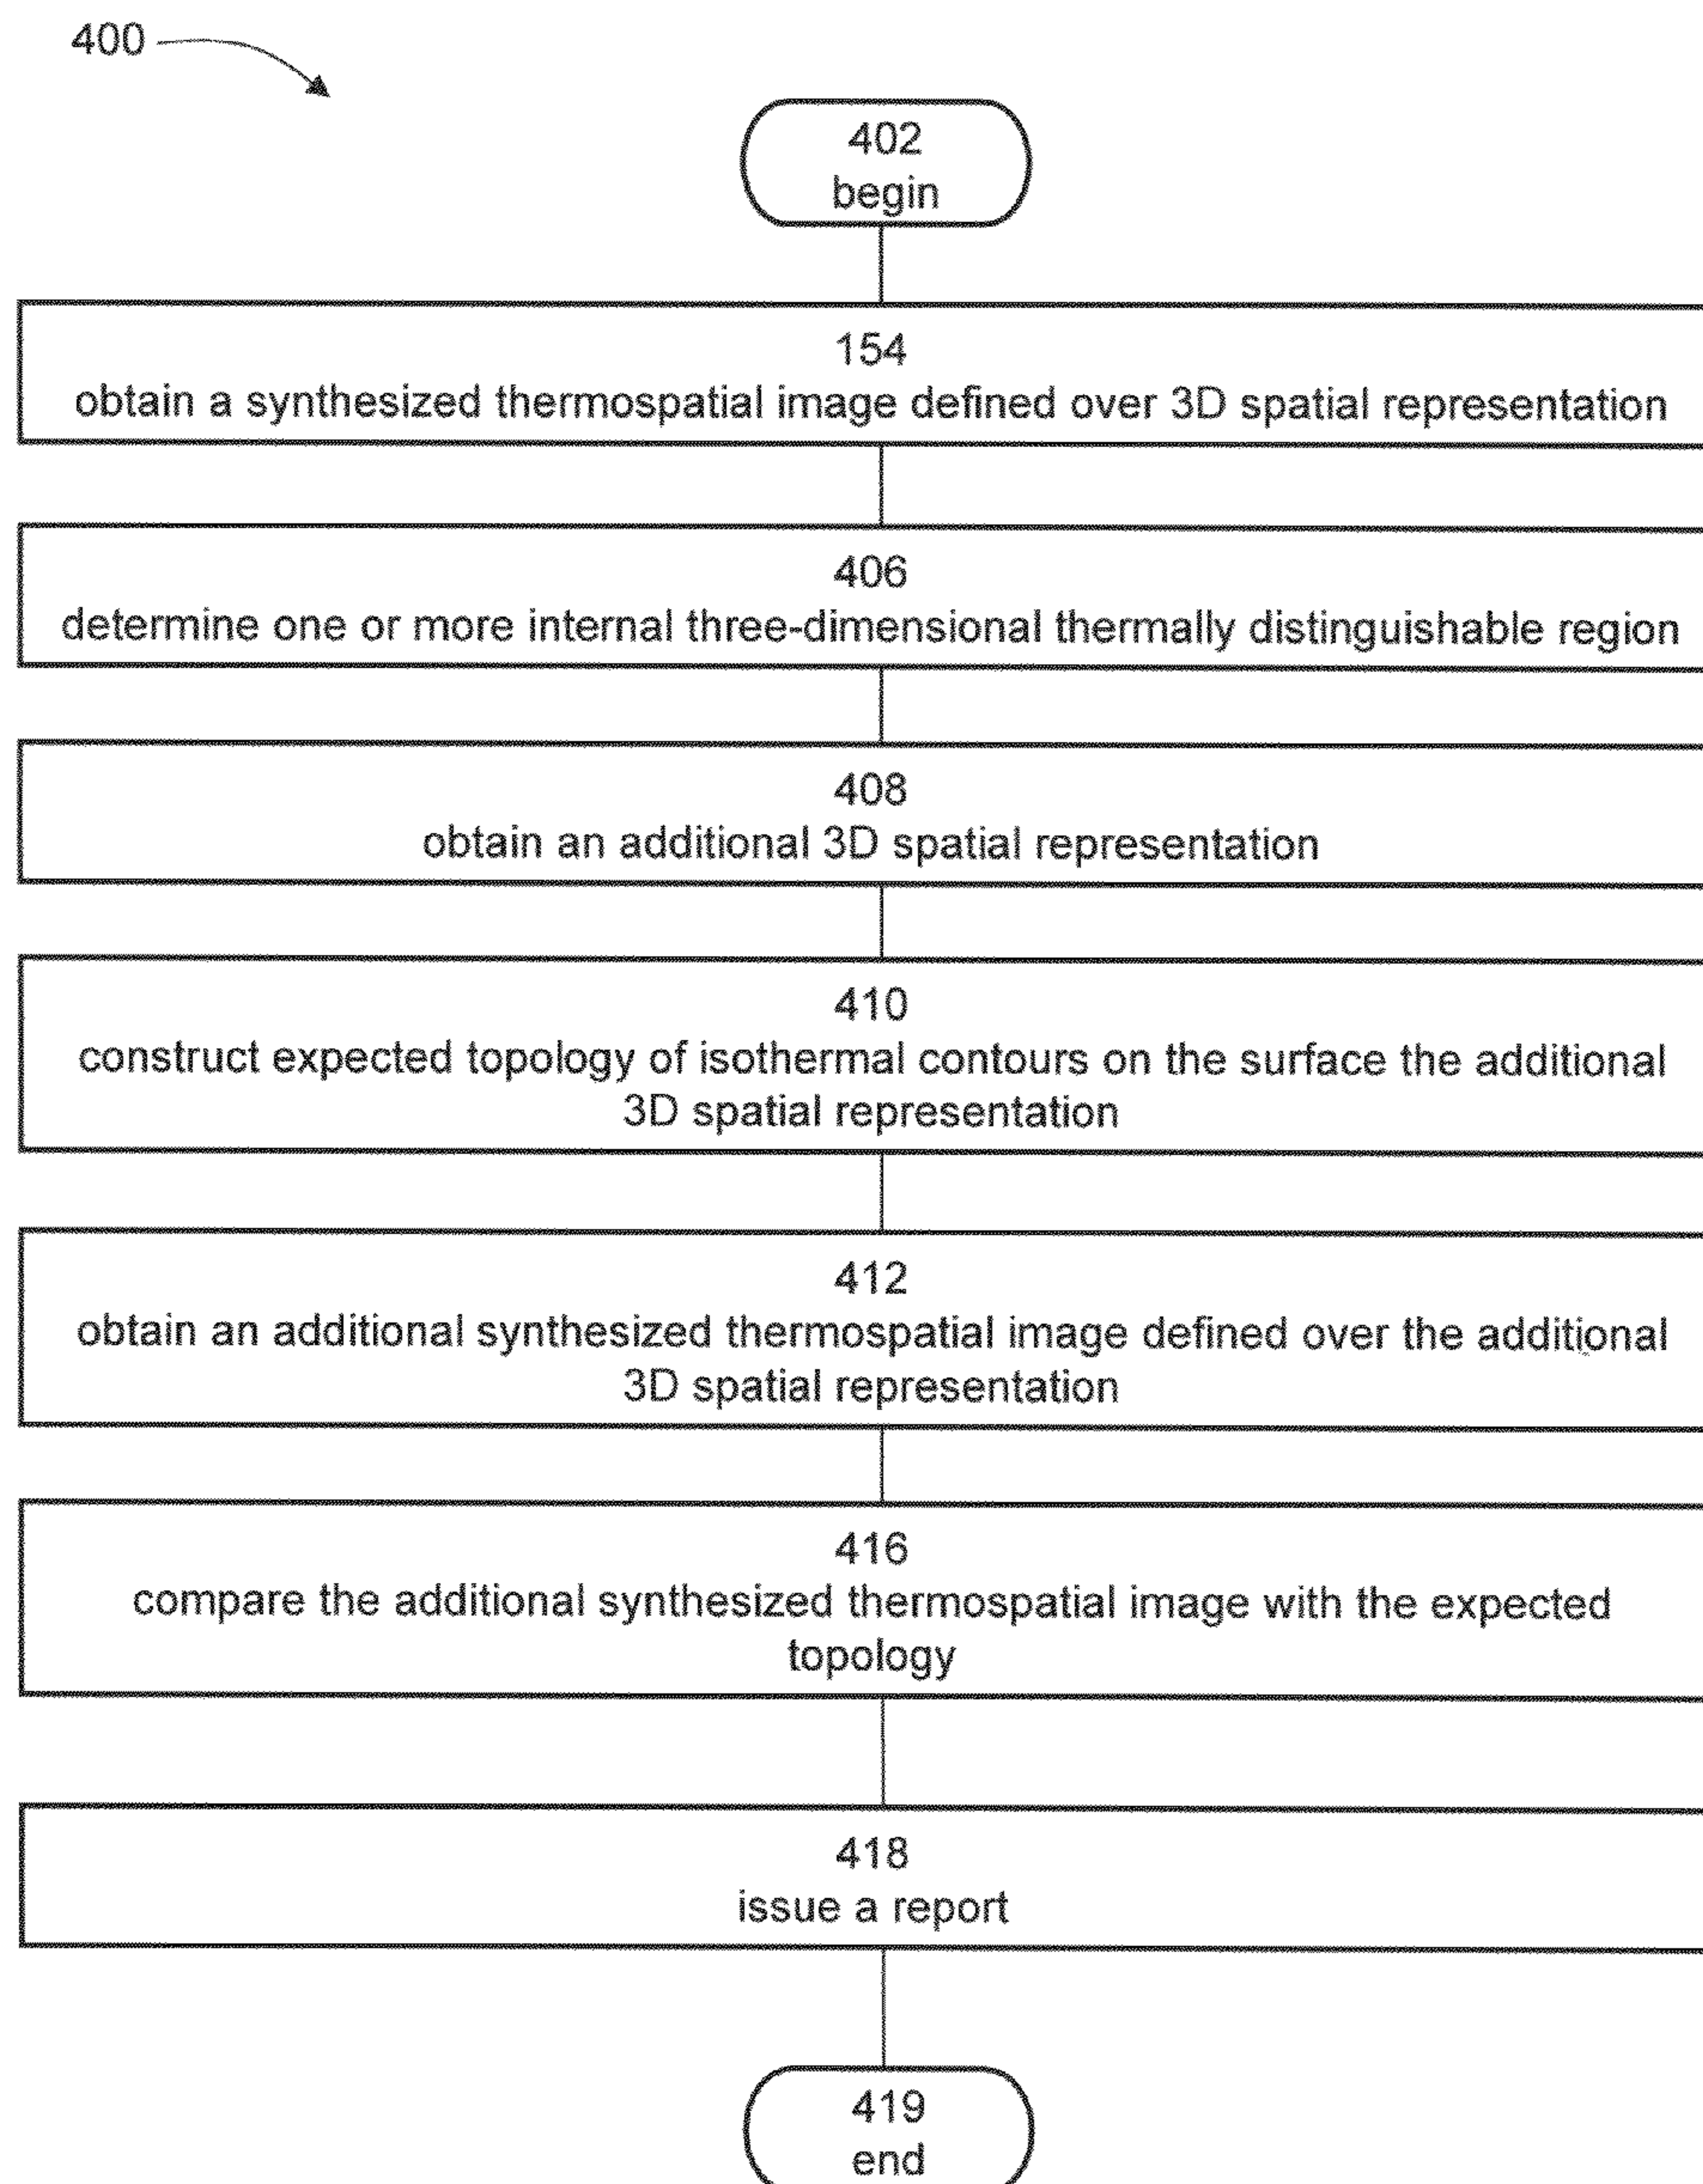 400
402
begin
154
obtain a synthesized thermospatial image defined over 3D spatial representation
406
determine one or more internal three-dimensional thermally distinguishable region
408
obtain an additional 3D spatial representation
410
construct expected topology of isothermal contours on the surface the additional
3D spatial representation
412
obtain an additional synthesized thermospatial image defined over the additional
3D spatial representation
416
compare the additional synthesized thermospatial image with the expected
topology
418
issue a report
419
end